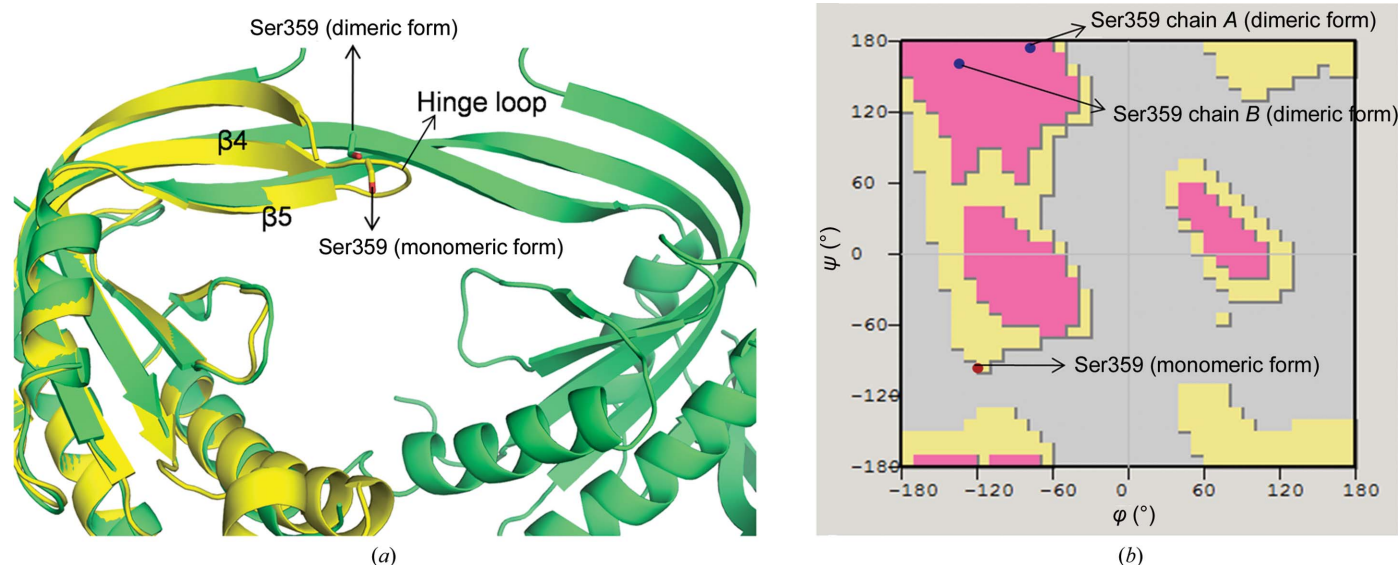 Ser359 (dimeric form)
Hinge loop
β4
β5
Ser359 (monomeric form)
(a)
Ser359 chain A (dimeric form)
Ser359 chain B (dimeric form)
Ser359 (monomeric form)
180
120
60
0
−60
−120
−180
ψ (°)
−180 −120 −60 0 60 120 180
φ (°)
(b)